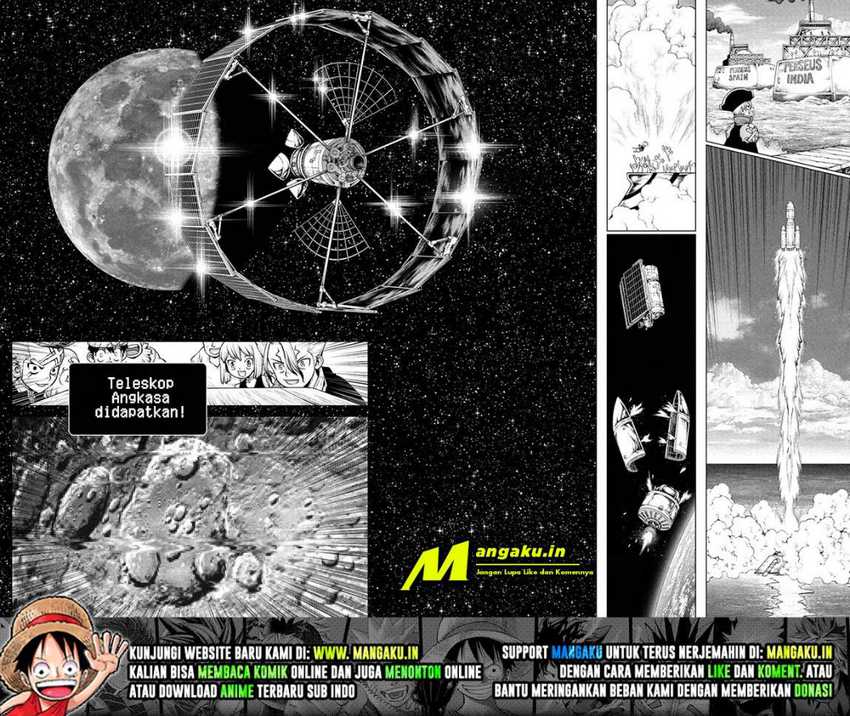 PERSEUS
SPAIN
PERSEUS
INDIA
Teleskop
Angkasa
didapatkan!
Mangaku.in
Jangan Lupa Like dan Komennya
KUNJUNGI WEBSITE BARU KAMI DI: WWW. MANGAKU.IN
KALIAN BISA MEMBACA KOMIK ONLINE DAN JUGA MENONTON ONLINE
ATAU DOWNLOAD ANIME TERBARU SUB INDO
SUPPORT MANGAKU UNTUK TERUS NERJEMAHIN DI: MANGAKU.IN
DENGAN CARA MEMBERIKAN LIKE DAN KOMENT. ATAU
BANTU MERINGANKAN BEBAN KAMI DENGAN MEMBERIKAN DONASI